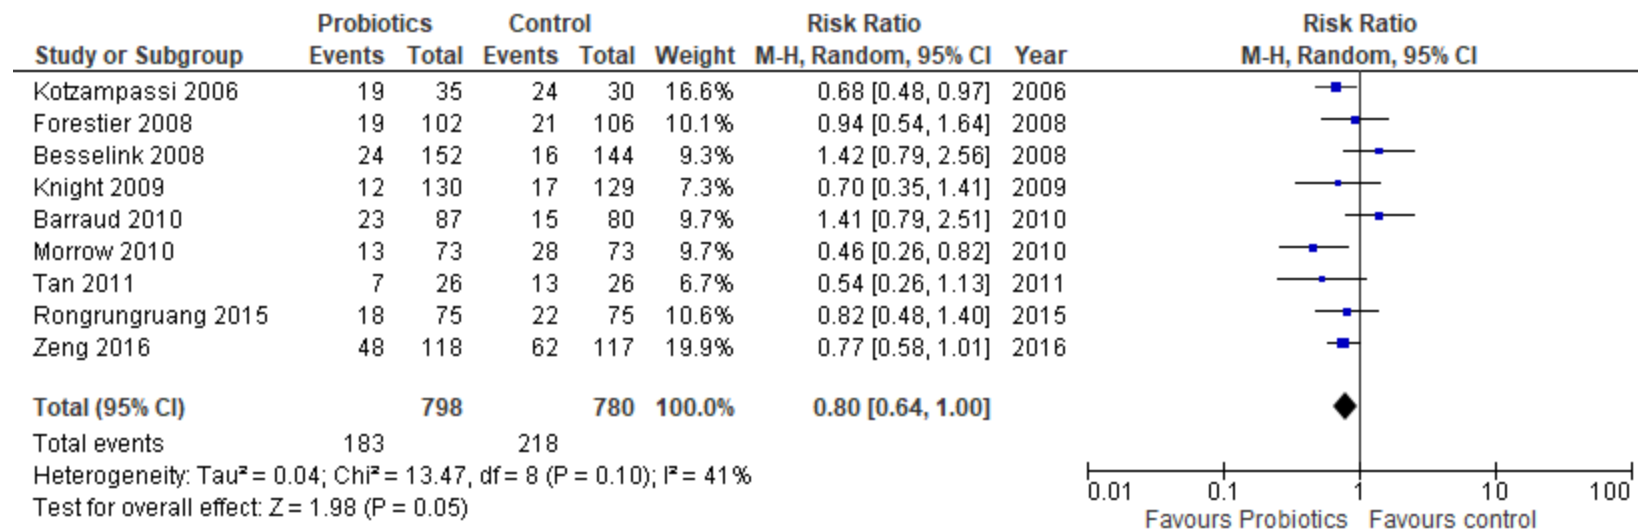 Probiotics Control Risk Ratio Risk Ratio
Study or Subgroup Events Total Events Total Weight M-H, Random, 95% CI Year M-H, Random, 95% CI
Kotzampassi 2006 19 35 24 30 16.6% 0.68 [0.48, 0.97] 2006
Forestier 2008 19 102 21 106 10.1% 0.94 [0.54, 1.64] 2008
Besselink 2008 24 152 16 144 9.3% 1.42 [0.79, 2.56] 2008
Knight 2009 12 130 17 129 7.3% 0.70 [0.35, 1.41] 2009
Barraud 2010 23 87 15 80 9.7% 1.41 [0.79, 2.51] 2010
Morrow 2010 13 73 28 73 9.7% 0.46 [0.26, 0.82] 2010
Tan 2011 7 26 13 26 6.7% 0.54 [0.26, 1.13] 2011
Rongrungruang 2015 18 75 22 75 10.6% 0.82 [0.48, 1.40] 2015
Zeng 2016 48 118 62 117 19.9% 0.77 [0.58, 1.01] 2016
Total (95% CI) 798 780 100.0% 0.80 [0.64, 1.00]
Total events 183 218
Heterogeneity: Tau² = 0.04; Chi² = 13.47, df = 8 (P = 0.10); I² = 41%
Test for overall effect: Z = 1.98 (P = 0.05)
0.01 0.1 1 10 100
Favours Probiotics Favours control